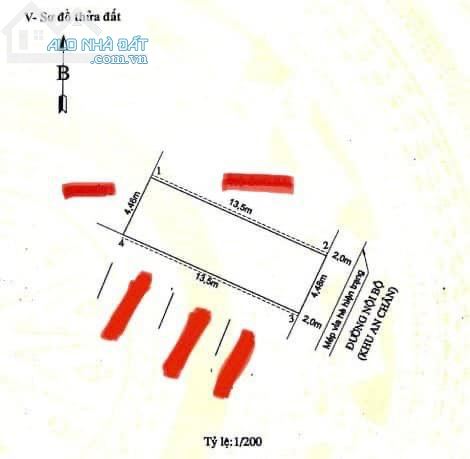 V- Sơ đồ thửa đất
ALO NHÀ ĐẤT
B
1
13,5m
4,46m
2
2,0m
4
13,5m
4,48m
3
2,0m
Mép vỉa hè hiện trạng
ĐƯỜNG NỘI BỘ
(KHU AN CHÂN)
Tỷ lệ:1/200